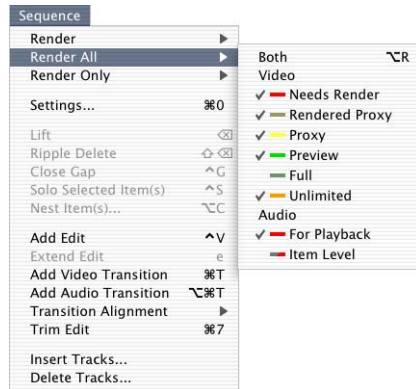 Sequence
Render
Render All
Render Only
Settings... ⌘0
Lift ⌫
Ripple Delete ⇧⌫
Close Gap ^G
Solo Selected Item(s) ^S
Nest Item(s)... ⌥C
Add Edit ^V
Extend Edit e
Add Video Transition ⌘T
Add Audio Transition ⌥⌘T
Transition Alignment
Trim Edit ⌘7
Insert Tracks...
Delete Tracks...
Both ⌥R
Video
✓ Needs Render
✓ Rendered Proxy
✓ Proxy
✓ Preview
Full
✓ Unlimited
Audio
✓ For Playback
Item Level